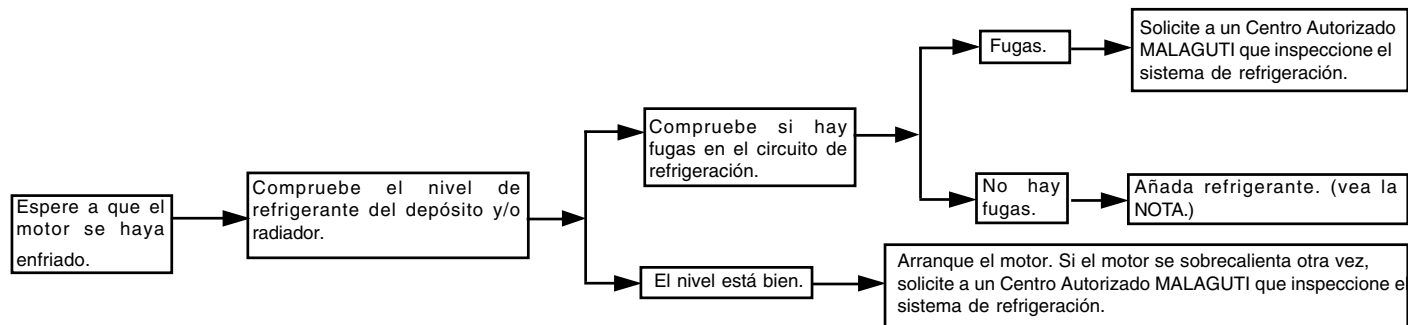 Espere a que el
motor se haya
enfriado.
Compruebe el nivel de
refrigerante del depósito y/o
radiador.
Compruebe si hay
fugas en el circuito de
refrigeración.
Fugas.
Solicite a un Centro Autorizado
MALAGUTI que inspeccione el
sistema de refrigeración.
No hay
fugas.
Añada refrigerante. (vea la
NOTA.)
El nivel está bien.
Arranque el motor. Si el motor se sobrecalienta otra vez,
solicite a un Centro Autorizado MALAGUTI que inspeccione el
sistema de refrigeración.